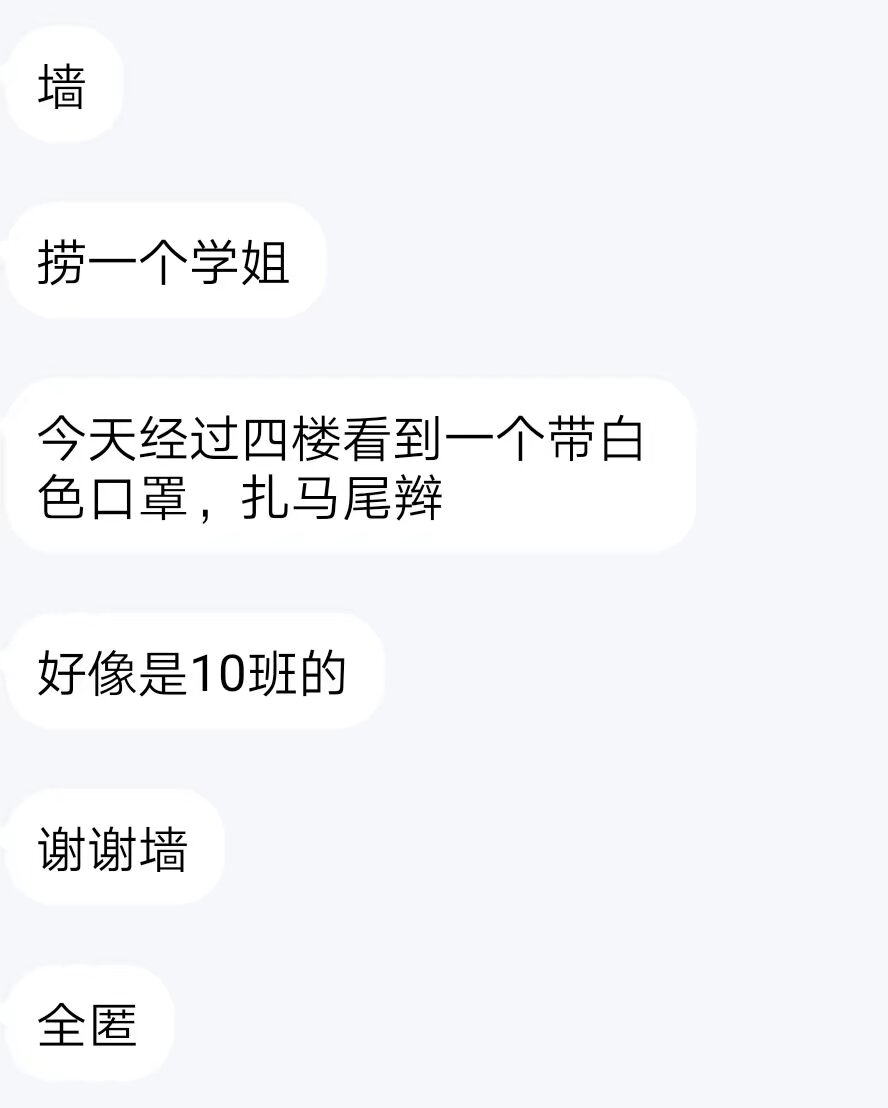 墙
捞一个学姐
今天经过四楼看到一个带白
色口罩，扎马尾辫
好像是10班的
谢谢墙
全匿